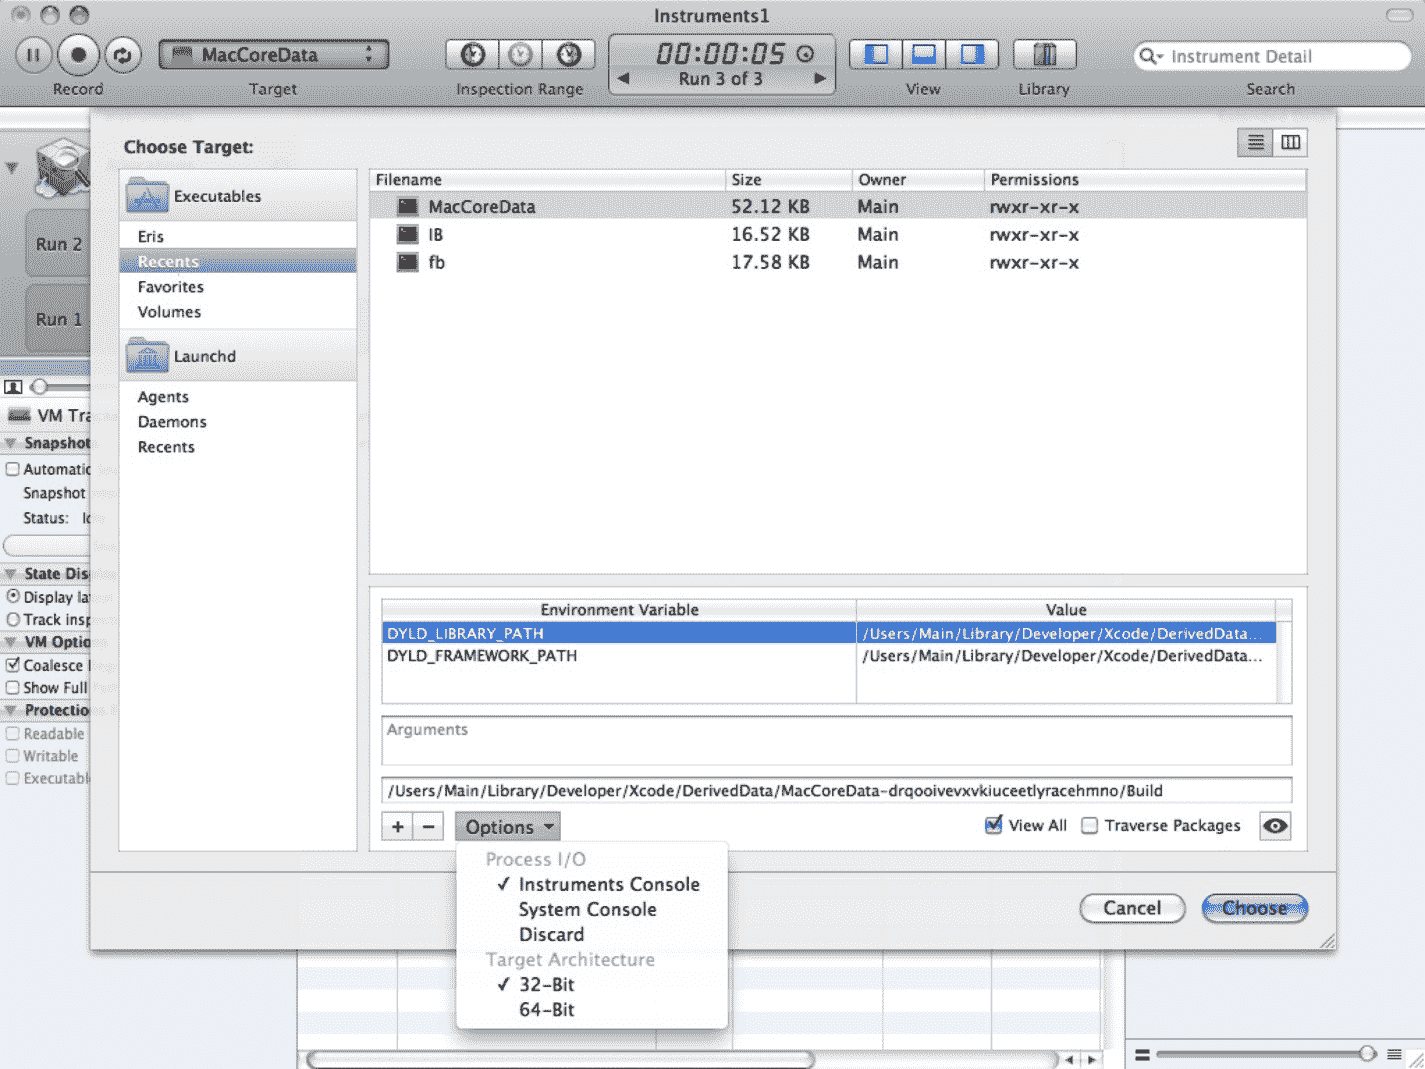 Instruments1
MacCoreData
00:00:05
Run 3 of 3
Instrument Detail
Record
Target
Inspection Range
View
Library
Search
Choose Target:
Executables
Eris
Recents
Favorites
Volumes
Launchd
Agents
Daemons
Recents
Filename Size Owner Permissions
MacCoreData 52.12 KB Main rwxr-xr-x
IB 16.52 KB Main rwxr-xr-x
fb 17.58 KB Main rwxr-xr-x
Run 2
Run 1
VM Tra
Snapshot
Automatic
Snapshot
Status:
State Dis
Display la
Track insp
VM Optio
Coalesce
Show Full
Protectio
Readable
Writable
Executabl
Environment Variable Value
DYLD_LIBRARY_PATH /Users/Main/Library/Developer/Xcode/DerivedData...
DYLD_FRAMEWORK_PATH /Users/Main/Library/Developer/Xcode/DerivedData...
Arguments
/Users/Main/Library/Developer/Xcode/DerivedData/MacCoreData-drqooivevxvkiuceetlyracehmno/Build
+ − Options View All Traverse Packages
Process I/O
✓ Instruments Console
System Console
Discard
Target Architecture
✓ 32-Bit
64-Bit
Cancel Choose